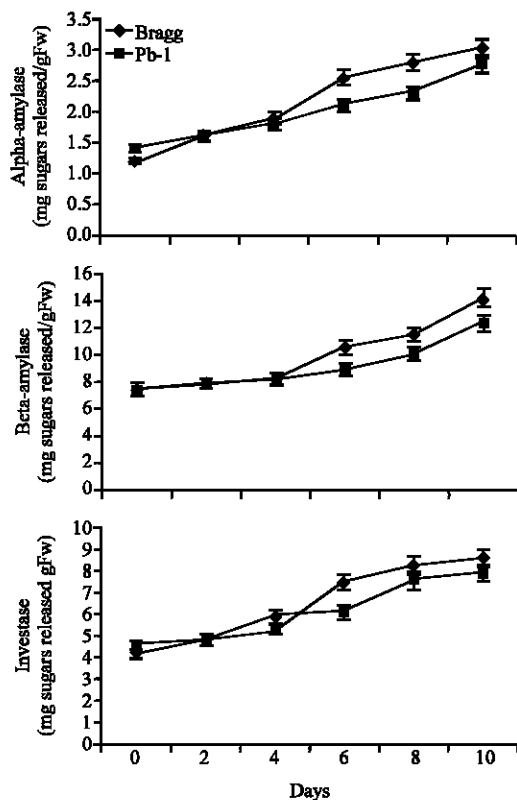 Bragg
Pb-1
Alpha-amylase
(mg sugars released/gFw)
3.5
3.0
2.5
2.0
1.5
1.0
0.5
0.0
Beta-amylase
(mg sugars released/gFw)
16
14
12
10
8
6
4
2
0
Investase
(mg sugars released gFw)
10
9
8
7
6
5
4
3
2
1
0
0 2 4 6 8 10
Days